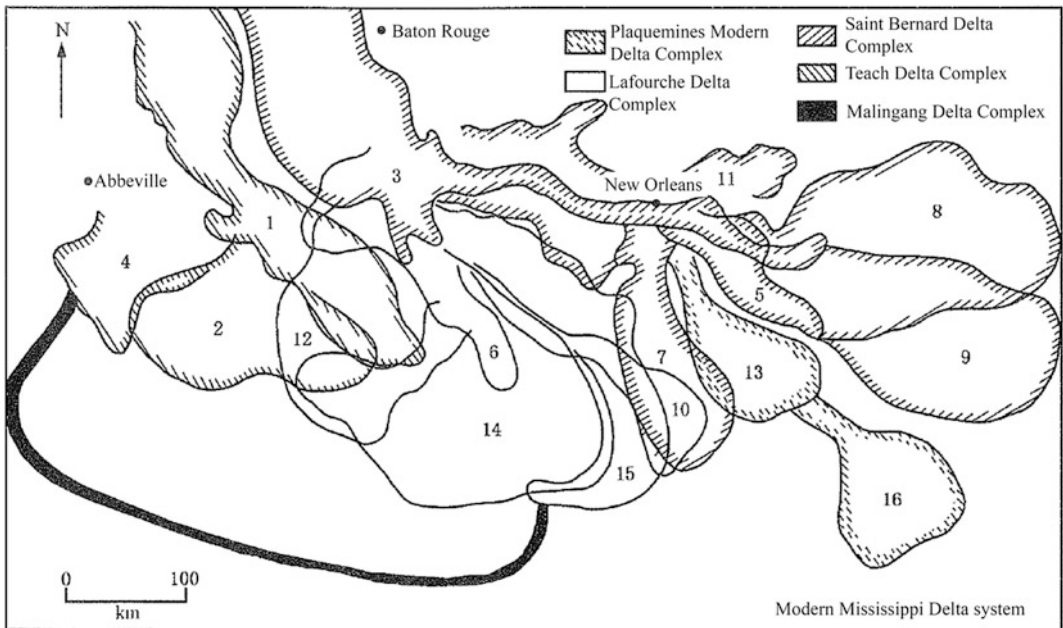 N
Baton Rouge
Plaquemines Modern
Delta Complex
Lafourche Delta
Complex
Saint Bernard Delta
Complex
Teach Delta Complex
Malingang Delta Complex
Abbeville
New Orleans
3
11
8
1
4
5
2
12
6
7
13
9
10
14
15
16
0
100
km
Modern Mississippi Delta system